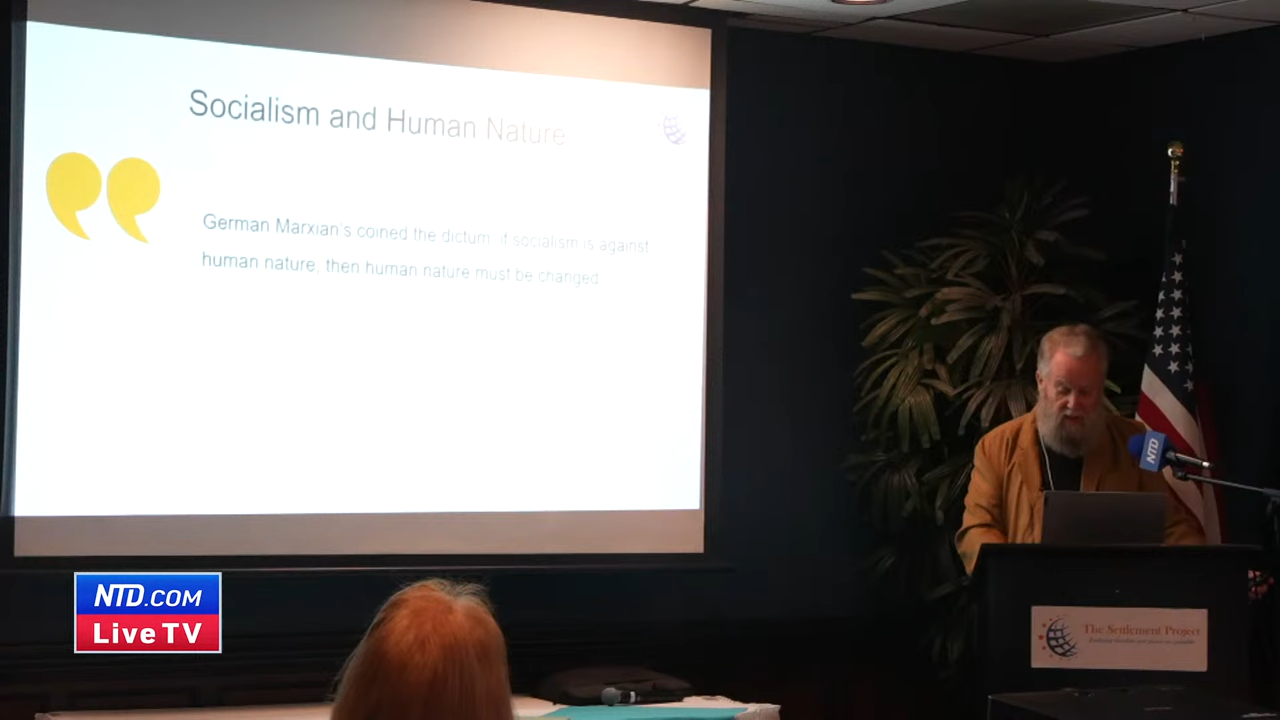 Socialism and Human Nature
German Marxian's coined the dictum: if socialism is against
human nature, then human nature must be changed
NTD
The Settlement Project
NTD.COM
Live TV